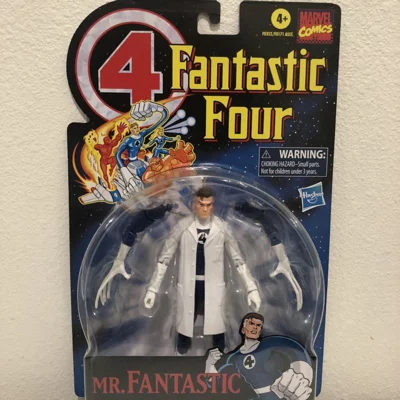 4+
MARVEL
COMICS
4
Fantastic
Four
WARNING:
CHOKING HAZARD–Small parts.
Not for children under 3 years.
Hasbro
4
MR. FANTASTIC